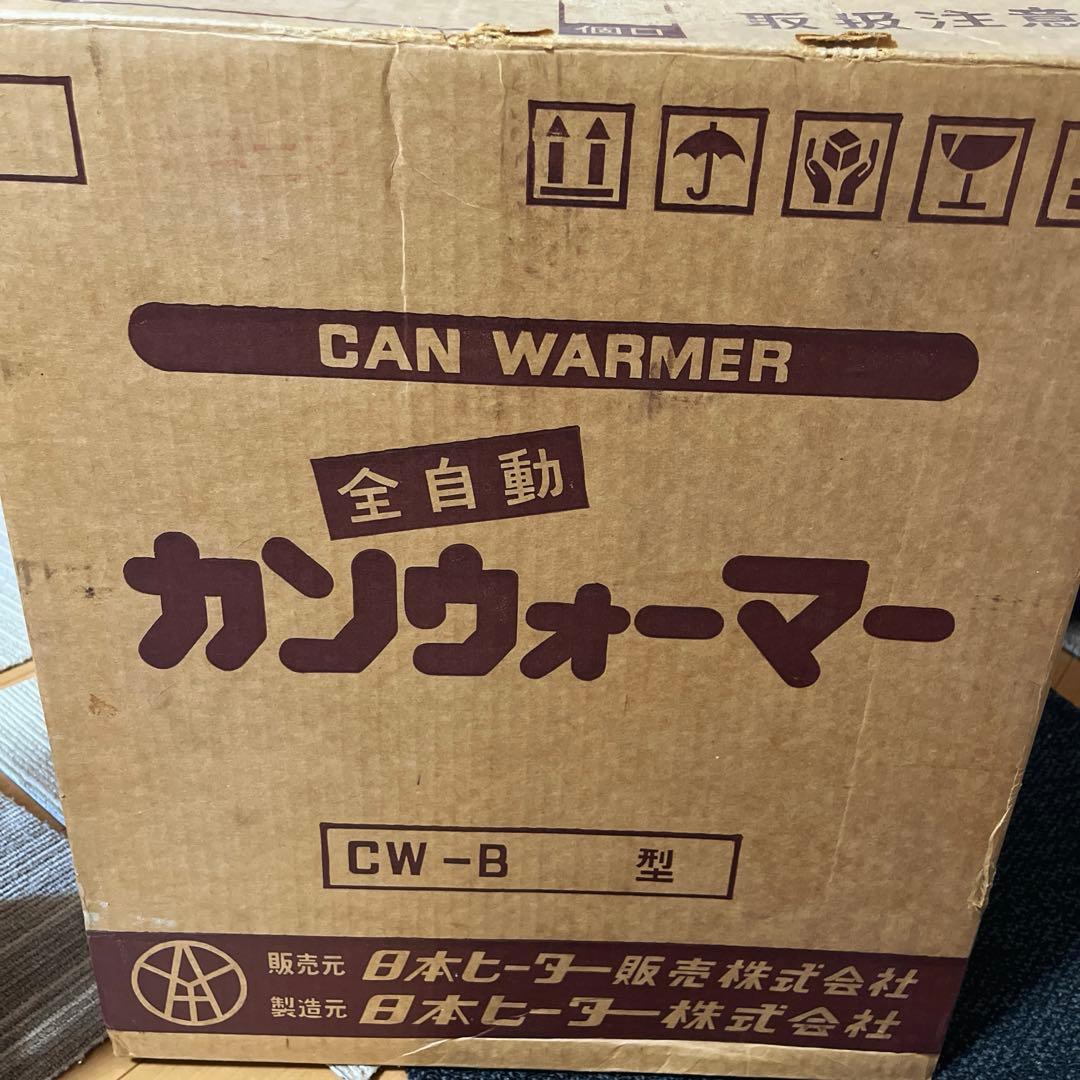 個口
取扱注意
CAN WARMER
全自動
カンウォーマー
CW-B 型
販売元 日本ヒーター販売株式会社
製造元 日本ヒーター株式会社